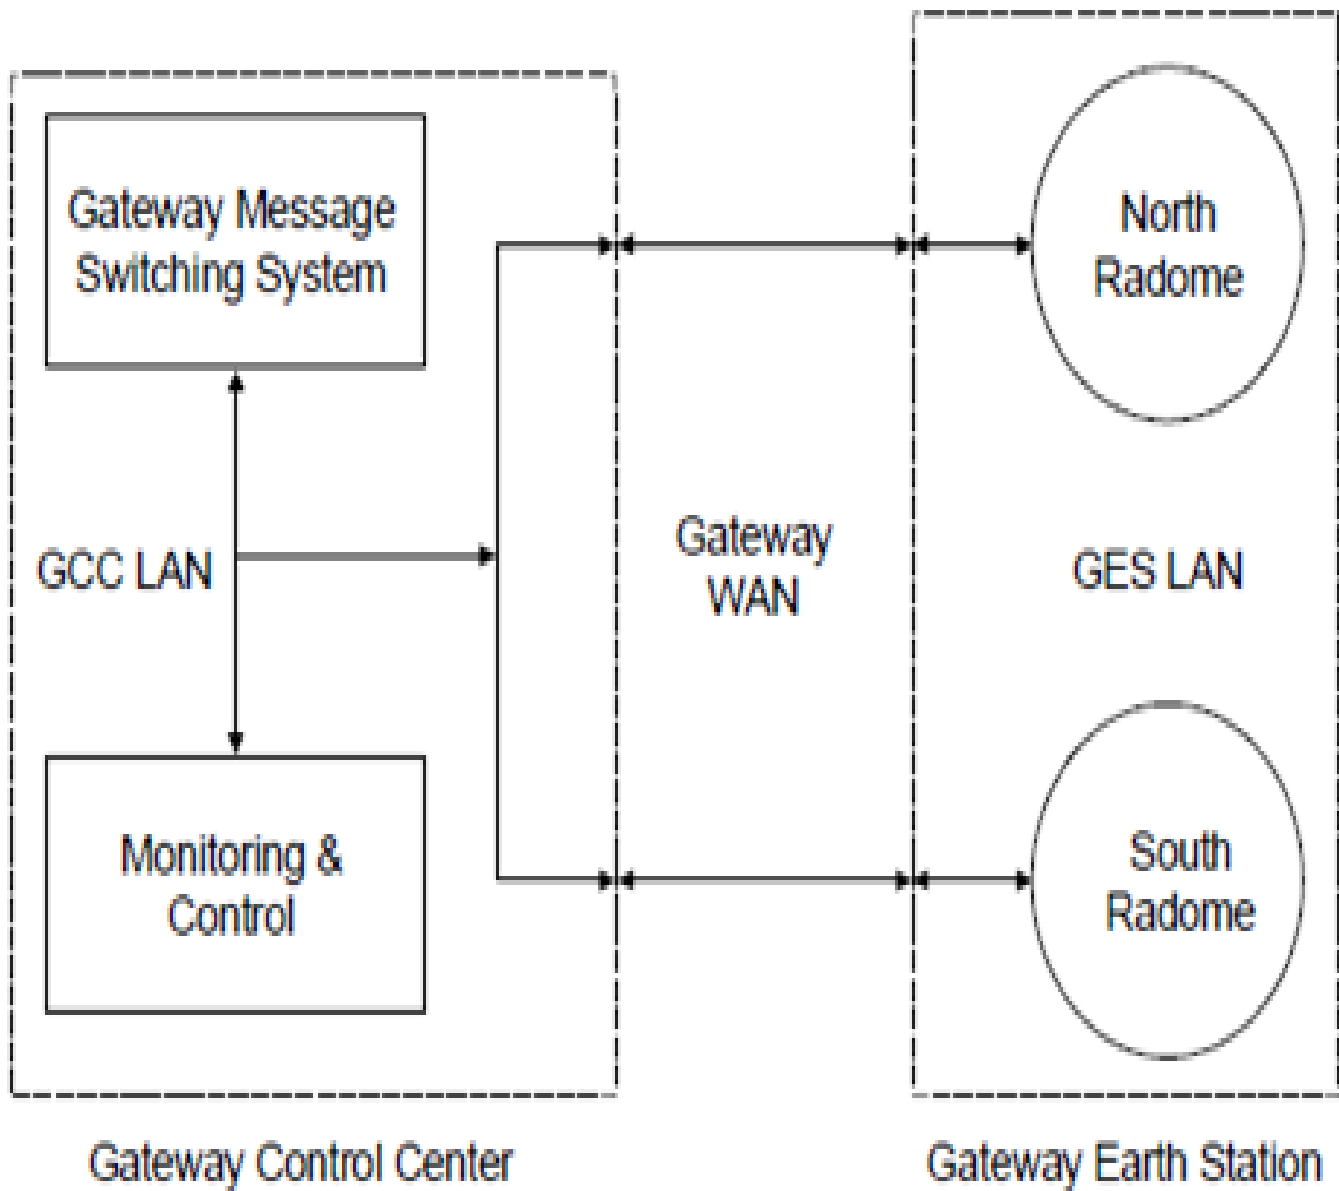 Gateway Message
Switching System
GCC LAN
Monitoring &
Control
Gateway Control Center
Gateway
WAN
North
Radome
GES LAN
South
Radome
Gateway Earth Station